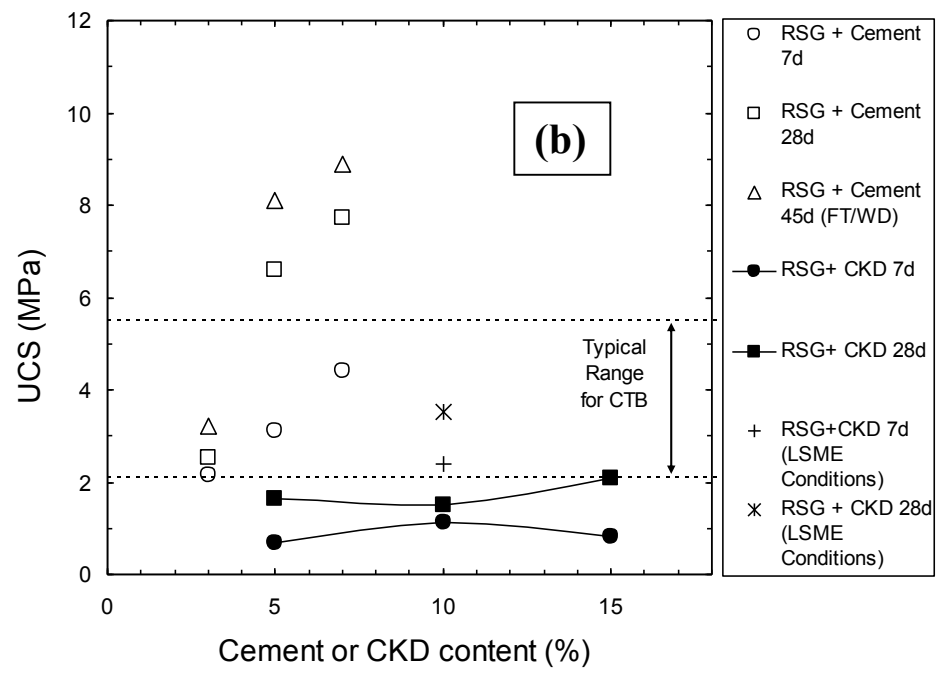 12
10
8
6
4
2
0
UCS (MPa)
(b)
Typical
Range
for CTB
0
5
10
15
Cement or CKD content (%)
RSG + Cement
7d
RSG + Cement
28d
RSG + Cement
45d (FT/WD)
RSG+ CKD 7d
RSG+ CKD 28d
RSG+CKD 7d
(LSME
Conditions)
RSG + CKD 28d
(LSME
Conditions)